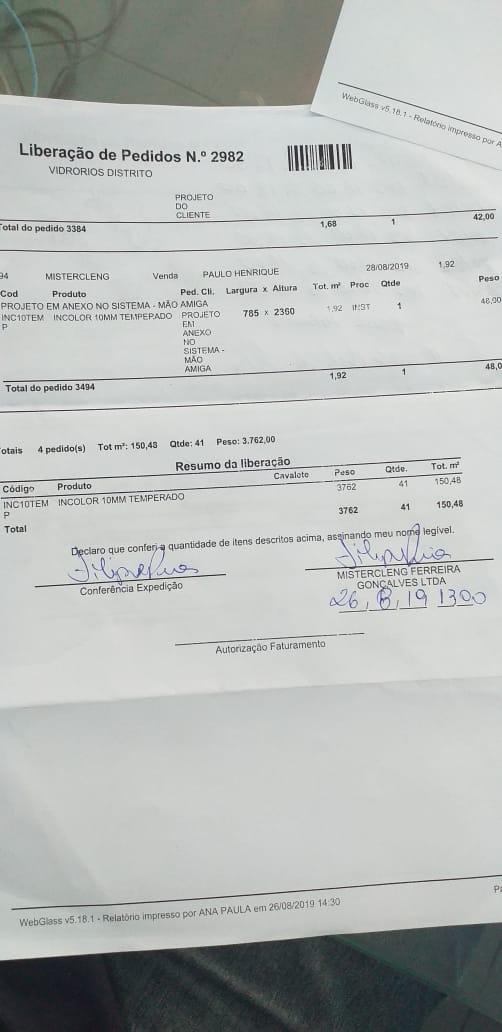 WebGlass v5.18.1 - Relatório impresso por A
Liberação de Pedidos N.º 2982
VIDRORIOS DISTRITO
PROJETO
DO
CLIENTE
Total do pedido 3384 1,68 1 42,00
94 MISTERCLENG Venda PAULO HENRIQUE 28/08/2019 1,92
Cod Produto Ped. Cli. Largura x Altura Tot. m² Proc Qtde Peso
PROJETO EM ANEXO NO SISTEMA - MÃO AMIGA
INC10TEM INCOLOR 10MM TEMPERADO PROJETO 785 x 2360 1,92 INST 1 48,00
P EM
ANEXO
NO
SISTEMA -
MÃO
AMIGA
Total do pedido 3494 1,92 1 48,0
Totais 4 pedido(s) Tot m²: 150,48 Qtde: 41 Peso: 3.762,00
Resumo da liberação
Código Produto Cavalete Peso Qtde. Tot. m²
INC10TEM INCOLOR 10MM TEMPERADO 3762 41 150,48
P
Total 3762 41 150,48
Declaro que conferi a quantidade de itens descritos acima, assinando meu nome legível.
Conferência Expedição
MISTERCLENG FERREIRA
GONÇALVES LTDA
26, 8, 19 1300
Autorização Faturamento
WebGlass v5.18.1 - Relatório impresso por ANA PAULA em 26/08/2019 14:30
Pá